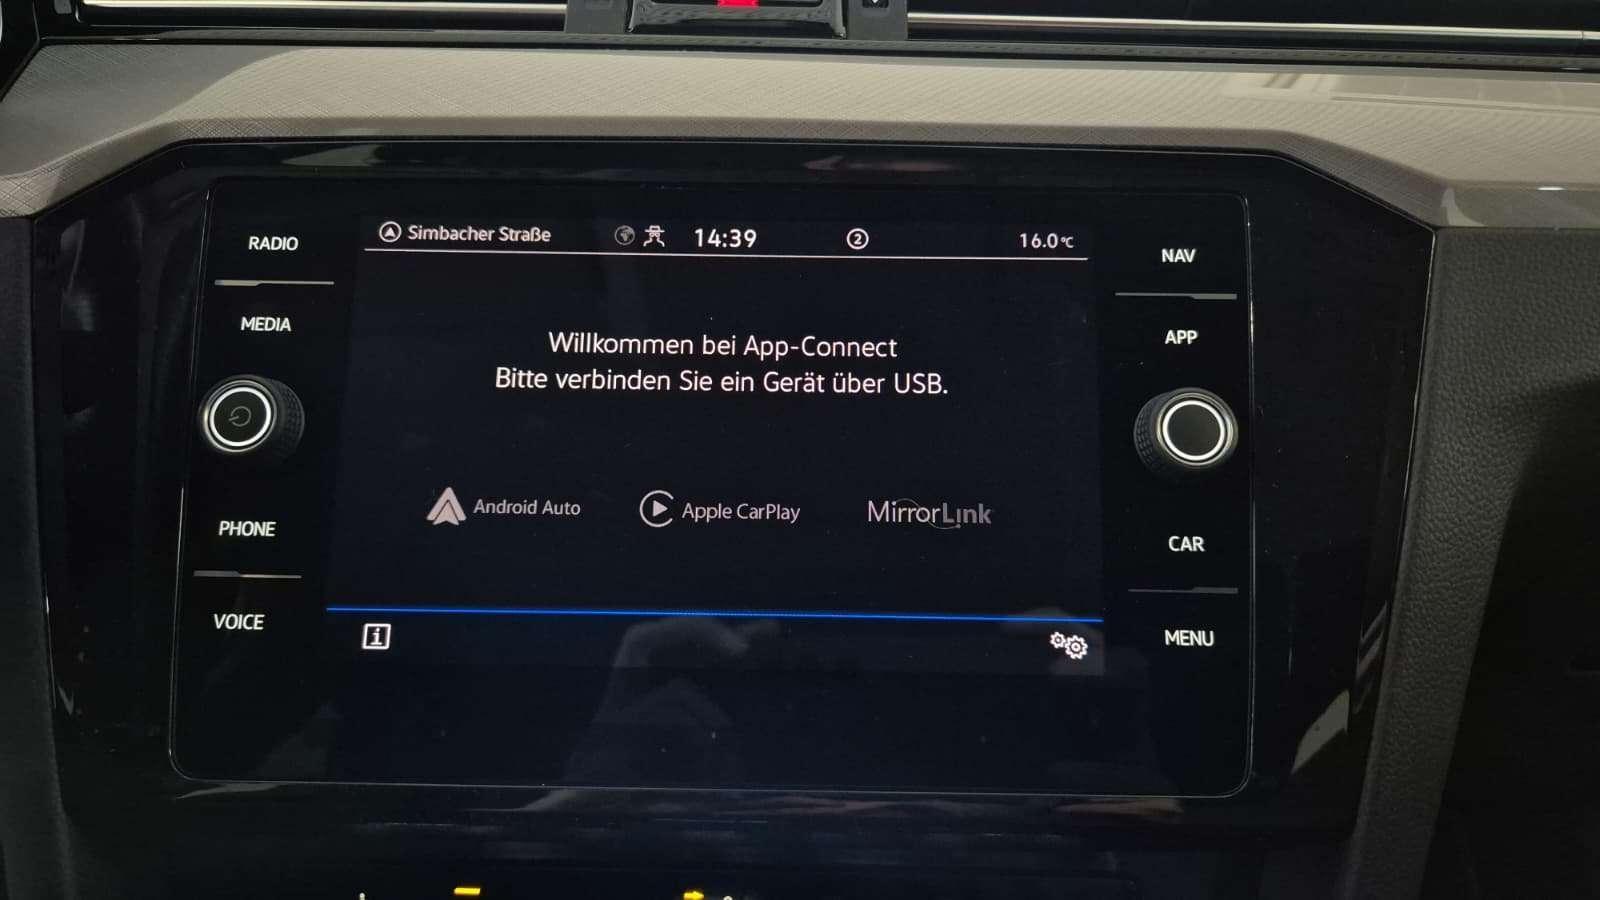 Simbacher Straße 14:39 2 16.0°C
RADIO
MEDIA
PHONE
VOICE
Willkommen bei App-Connect
Bitte verbinden Sie ein Gerät über USB.
Android Auto Apple CarPlay MirrorLink
i
NAV
APP
CAR
MENU